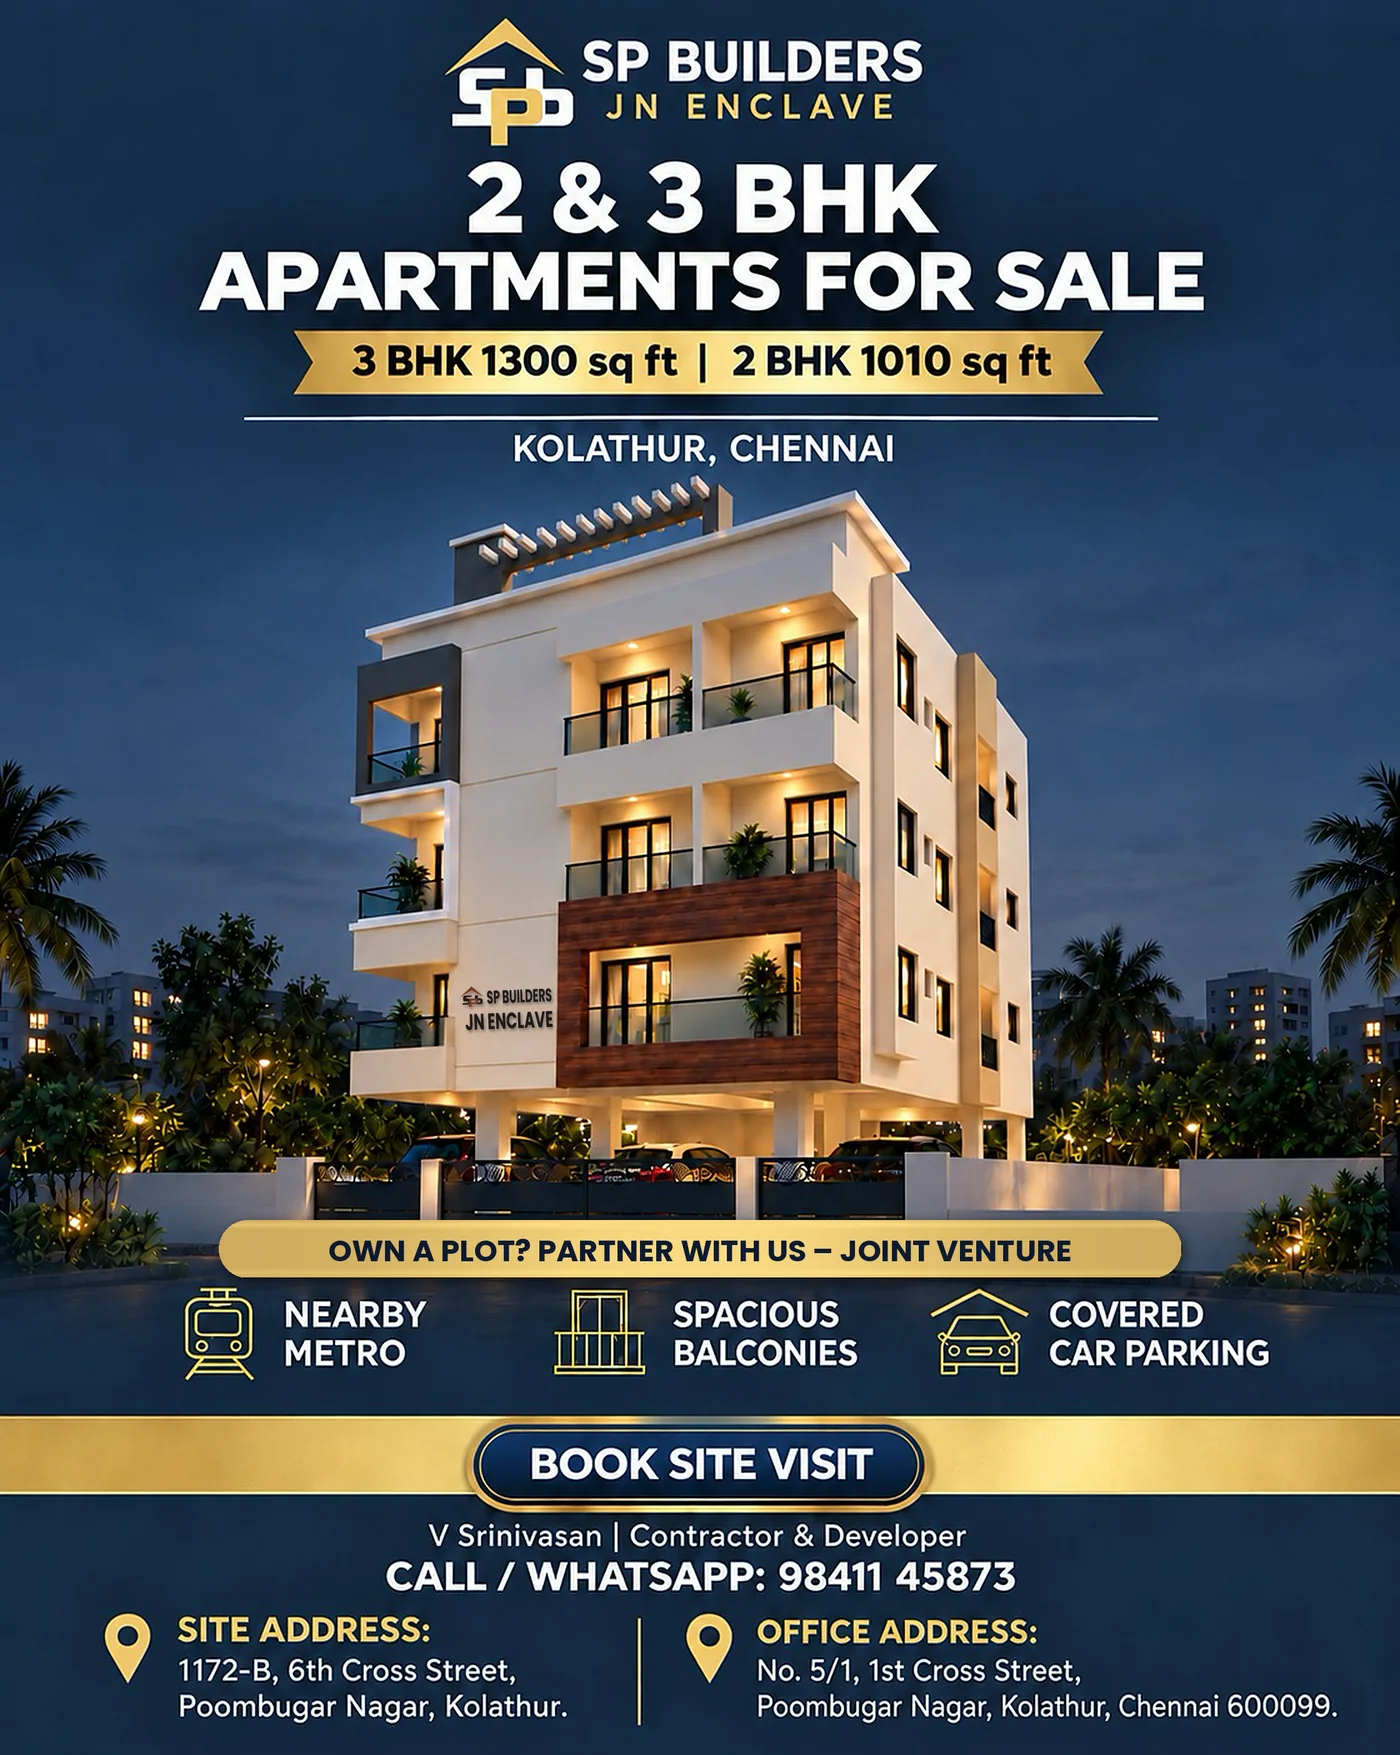 Spb SP BUILDERS
JN ENCLAVE
2 & 3 BHK
APARTMENTS FOR SALE
3 BHK 1300 sq ft | 2 BHK 1010 sq ft
KOLATHUR, CHENNAI
Spb SP BUILDERS
JN ENCLAVE
OWN A PLOT? PARTNER WITH US – JOINT VENTURE
NEARBY
METRO
SPACIOUS
BALCONIES
COVERED
CAR PARKING
BOOK SITE VISIT
V Srinivasan | Contractor & Developer
CALL / WHATSAPP: 98411 45873
SITE ADDRESS:
1172-B, 6th Cross Street,
Poombugar Nagar, Kolathur.
OFFICE ADDRESS:
No. 5/1, 1st Cross Street,
Poombugar Nagar, Kolathur, Chennai 600099.